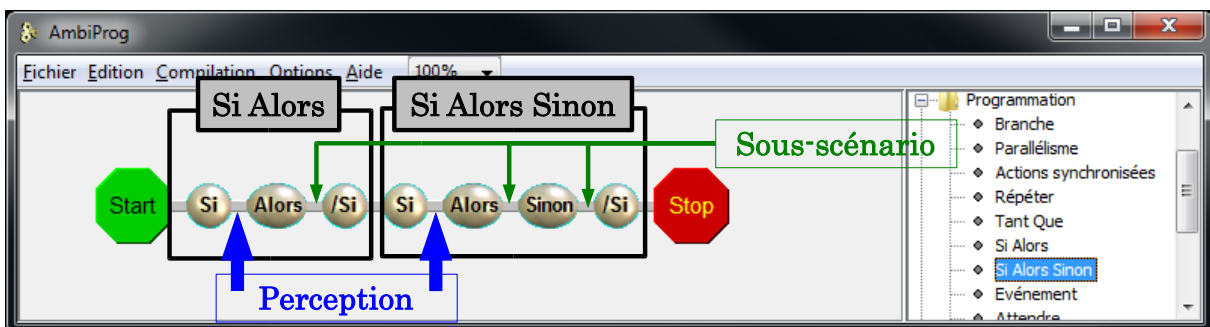 AmbiProg
Fichier Edition Compilation Options Aide 100%
Si Alors
Si Alors Sinon
Sous-scénario
Start Si Alors /Si Si Alors Sinon /Si Stop
Perception
Programmation
Branche
Parallélisme
Actions synchronisées
Répéter
Tant Que
Si Alors
Si Alors Sinon
Evénement
Attendre